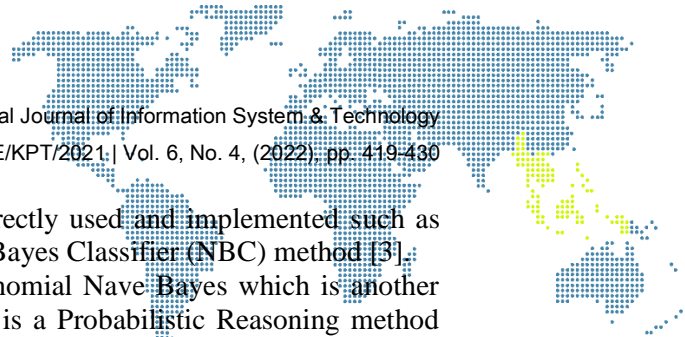 al Journal of Information System & Technology
E/KPT/2021 | Vol. 6, No. 4, (2022), pp. 419-430
rectly used and implemented such as
Bayes Classifier (NBC) method [3].
nomial Nave Bayes which is another
is a Probabilistic Reasoning method